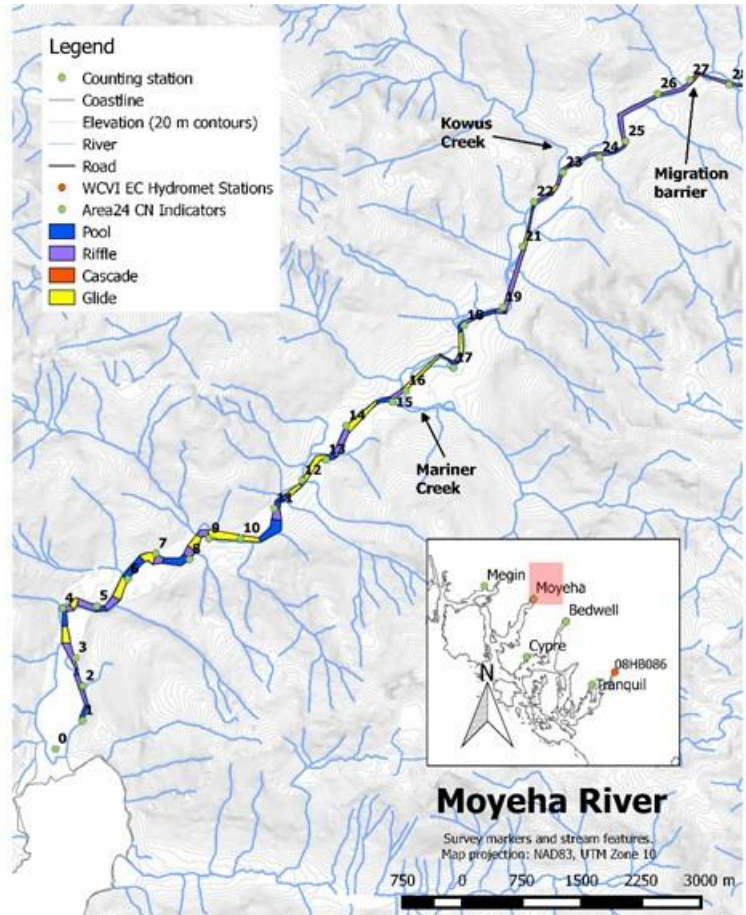 Legend
Counting station
Coastline
Elevation (20 m contours)
River
Road
WCVI EC Hydromet Stations
Area24 CN Indicators
Pool
Riffle
Cascade
Glide
27
28
26
Kowus
Creek
25
24
23
Migration
barrier
22
21
19
18
17
16
15
14
Mariner
Creek
13
12
11
10
9
8
7
6
5
4
3
2
1
0
Megin
Moyeha
Bedwell
Cypre
08HB086
Tranquil
N
Moyeha River
Survey markers and stream features.
Map projection: NAD83, UTM Zone 10
750 0 750 1500 2250 3000 m